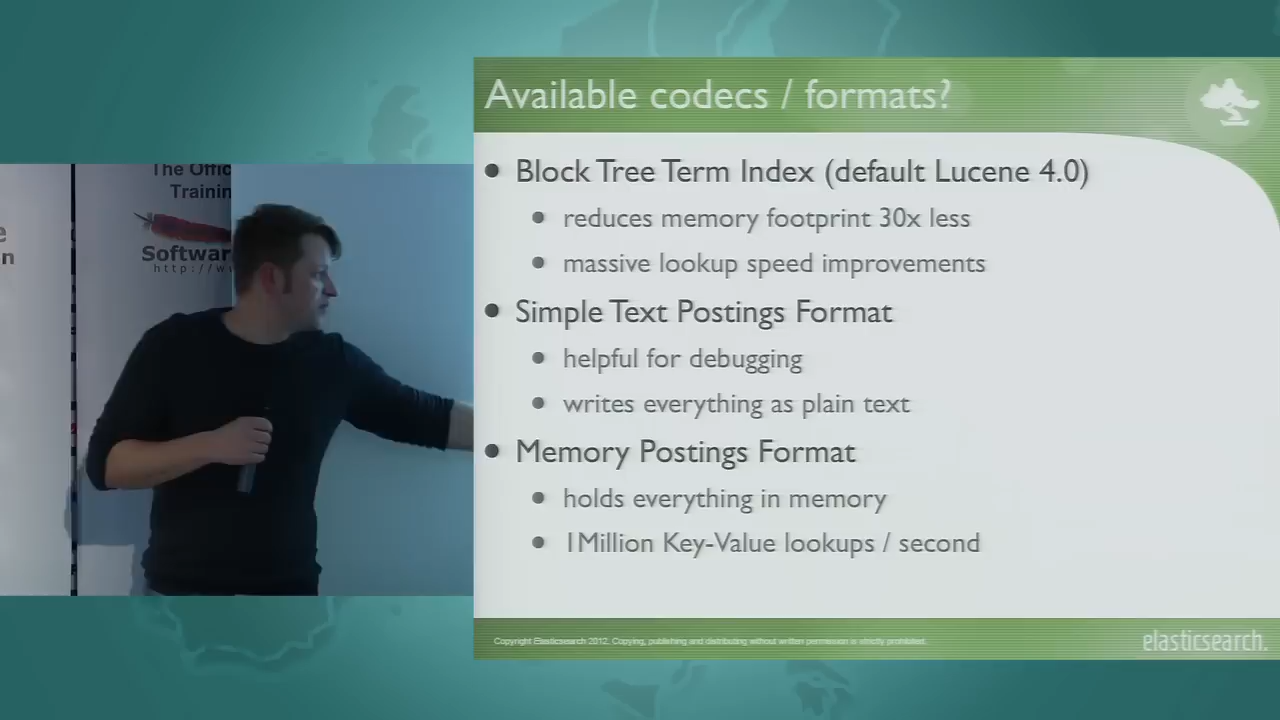 Available codecs / formats?
Block Tree Term Index (default Lucene 4.0)
reduces memory footprint 30x less
massive lookup speed improvements
Simple Text Postings Format
helpful for debugging
writes everything as plain text
Memory Postings Format
holds everything in memory
1Million Key-Value lookups / second
Copyright Elasticsearch 2012. Copying, publishing and distributing without written permission is strictly prohibited.
elasticsearch.
The Offic
Trainin
Softwar
http://w
e
n